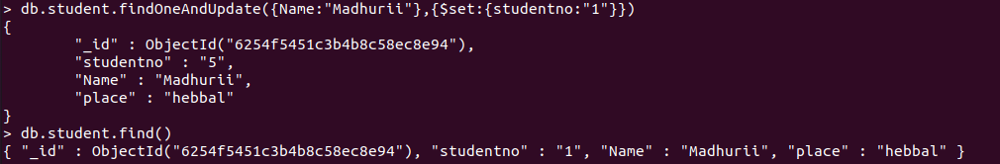 > db.student.findOneAndUpdate({Name:"Madhurii"},{$set:{studentno:"1"}})
{
        "_id" : ObjectId("6254f5451c3b4b8c58ec8e94"),
        "studentno" : "5",
        "Name" : "Madhurii",
        "place" : "hebbal"
}
> db.student.find()
{ "_id" : ObjectId("6254f5451c3b4b8c58ec8e94"), "studentno" : "1", "Name" : "Madhurii", "place" : "hebbal" }